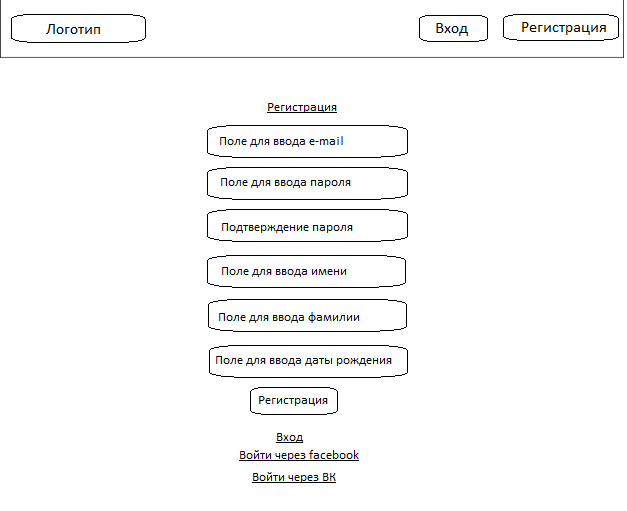 Логотип
Вход
Регистрация
Регистрация
Поле для ввода e-mail
Поле для ввода пароля
Подтверждение пароля
Поле для ввода имени
Поле для ввода фамилии
Поле для ввода даты рождения
Регистрация
Вход
Войти через facebook
Войти через ВК